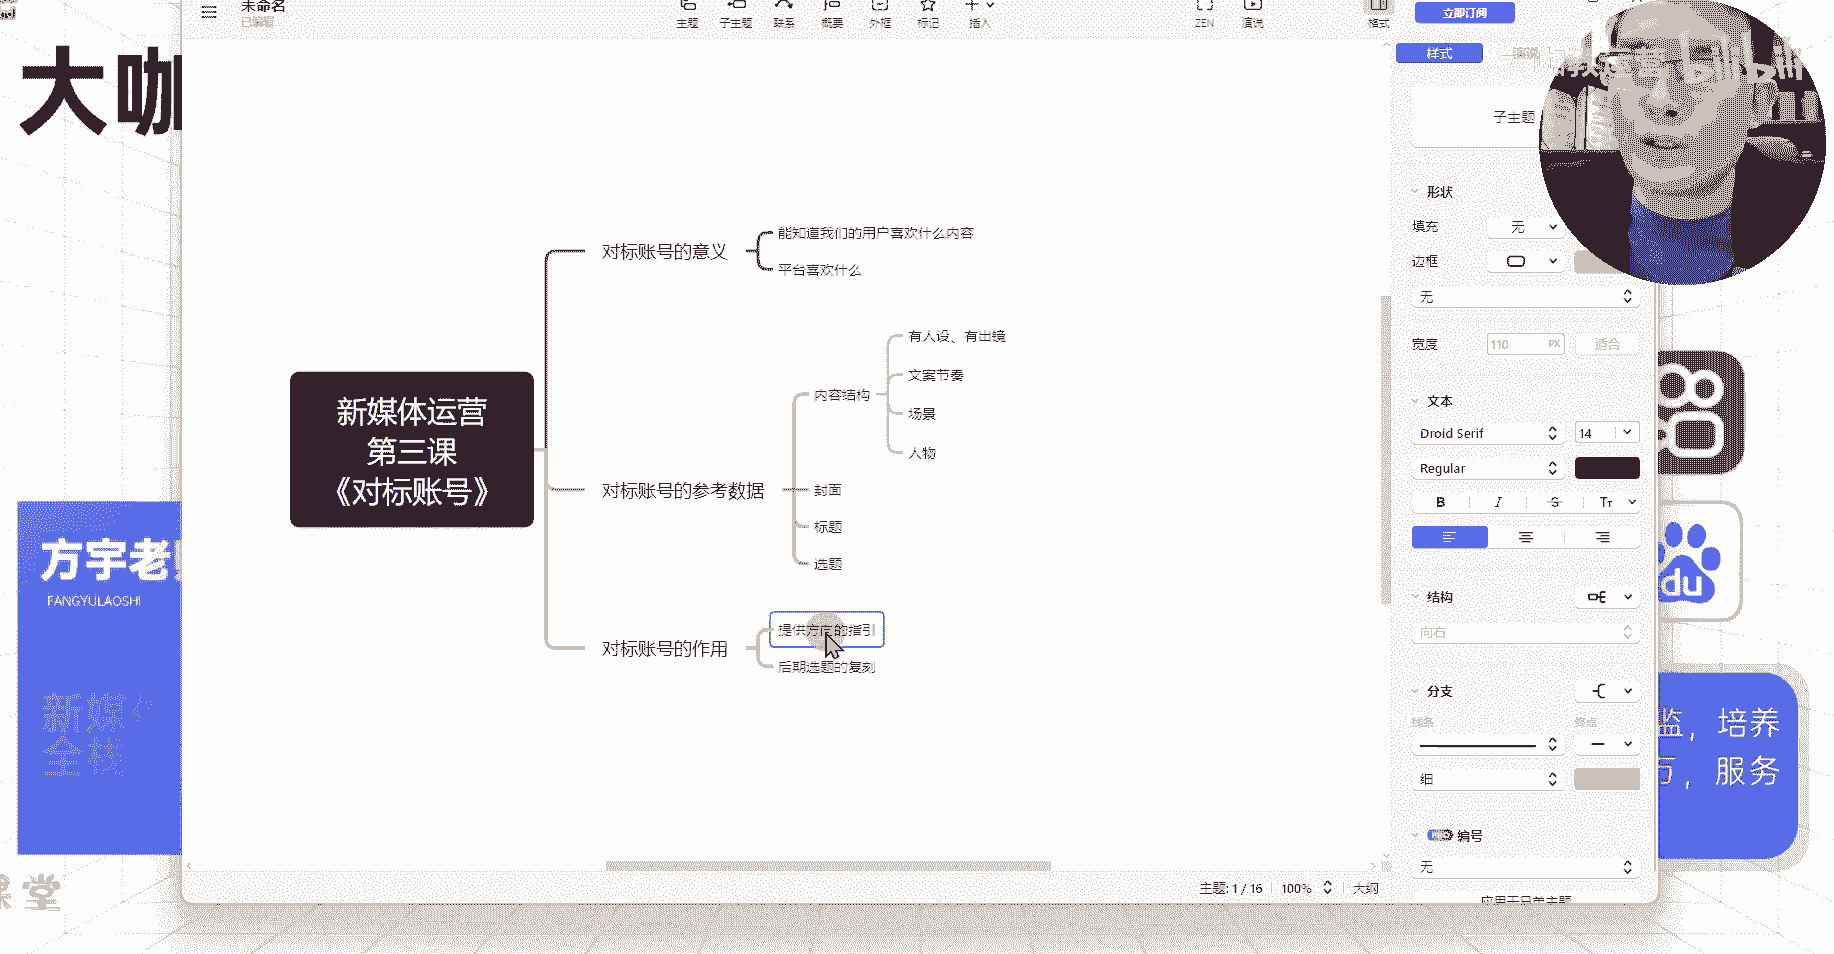 未命名
已编辑
主题
子主题
联系
概要
外框
标记
插入
ZEN
演说
格式
立即订阅
大咖
样式
演说
bilibili
子主题
形状
填充
无
边框
无
宽度
110
PX
适合
文本
Droid Serif
14
Regular
B
I
S
Tт
结构
向右
分支
线条
终点
细
编号
无
对标账号的意义
能知道我们的用户喜欢什么内容
平台喜欢什么
新媒体运营
第三课
《对标账号》
对标账号的参考数据
内容结构
有人设、有出镜
文案节奏
场景
人物
封面
标题
选题
对标账号的作用
提供方向的指引
后期选题的复刻
方宇老
FANGYULAOSHI
新媒
全栈
课堂
du
监，培养
万，服务
主题: 1 / 16
100%
大纲